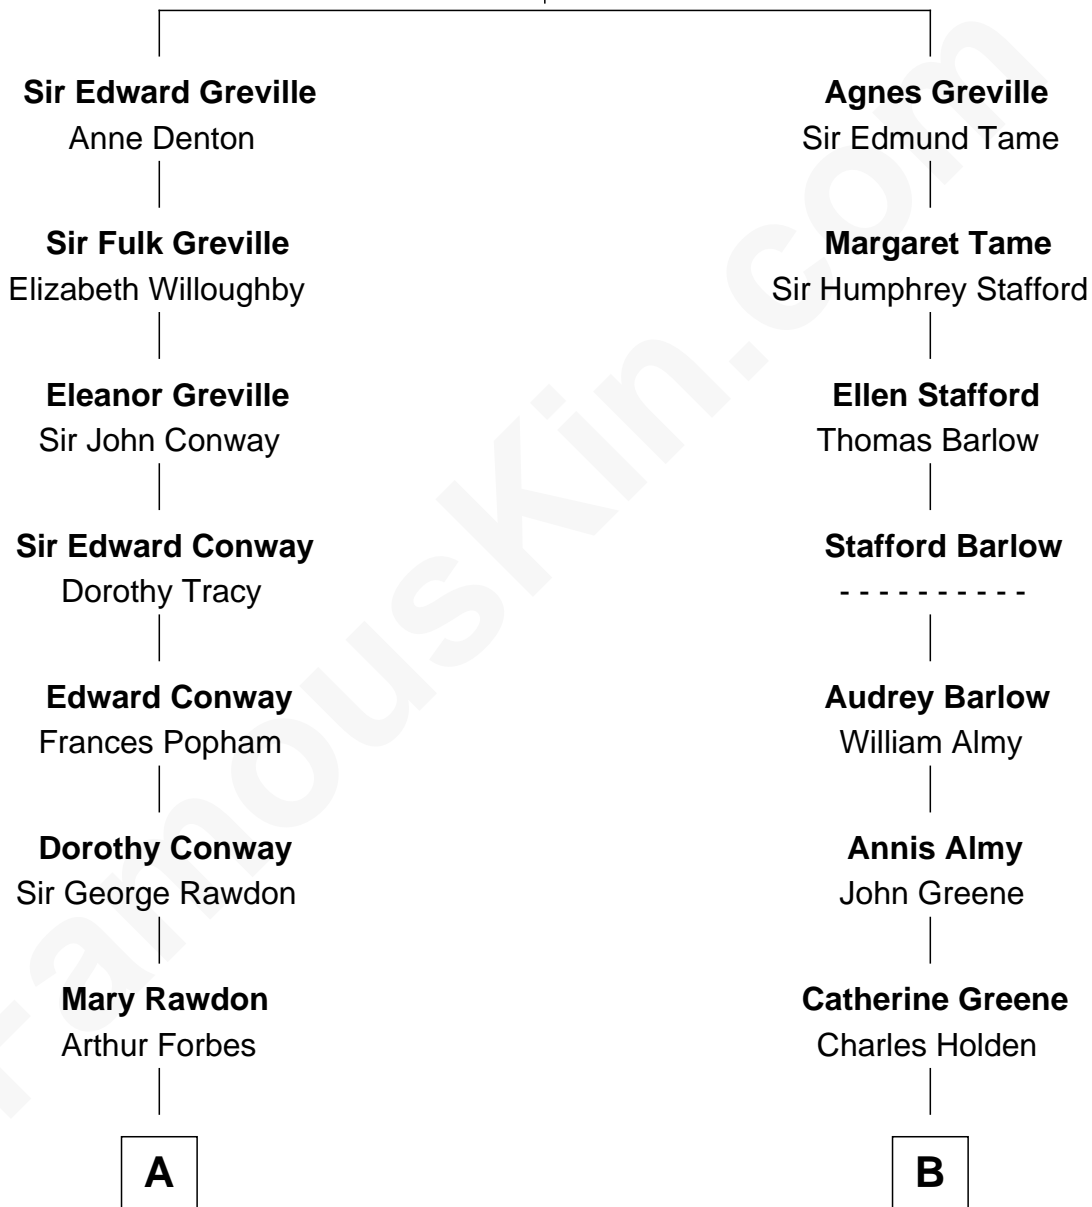 Sir Edward Greville
Anne Denton
Sir Fulk Greville
Elizabeth Willoughby
Eleanor Greville
Sir John Conway
Sir Edward Conway
Dorothy Tracy
Edward Conway
Frances Popham
Dorothy Conway
Sir George Rawdon
Mary Rawdon
Arthur Forbes
A
Agnes Greville
Sir Edmund Tame
Margaret Tame
Sir Humphrey Stafford
Ellen Stafford
Thomas Barlow
Stafford Barlow
- - - - - - - - - -
Audrey Barlow
William Almy
Annis Almy
John Greene
Catherine Greene
Charles Holden
B
FamousKin.com